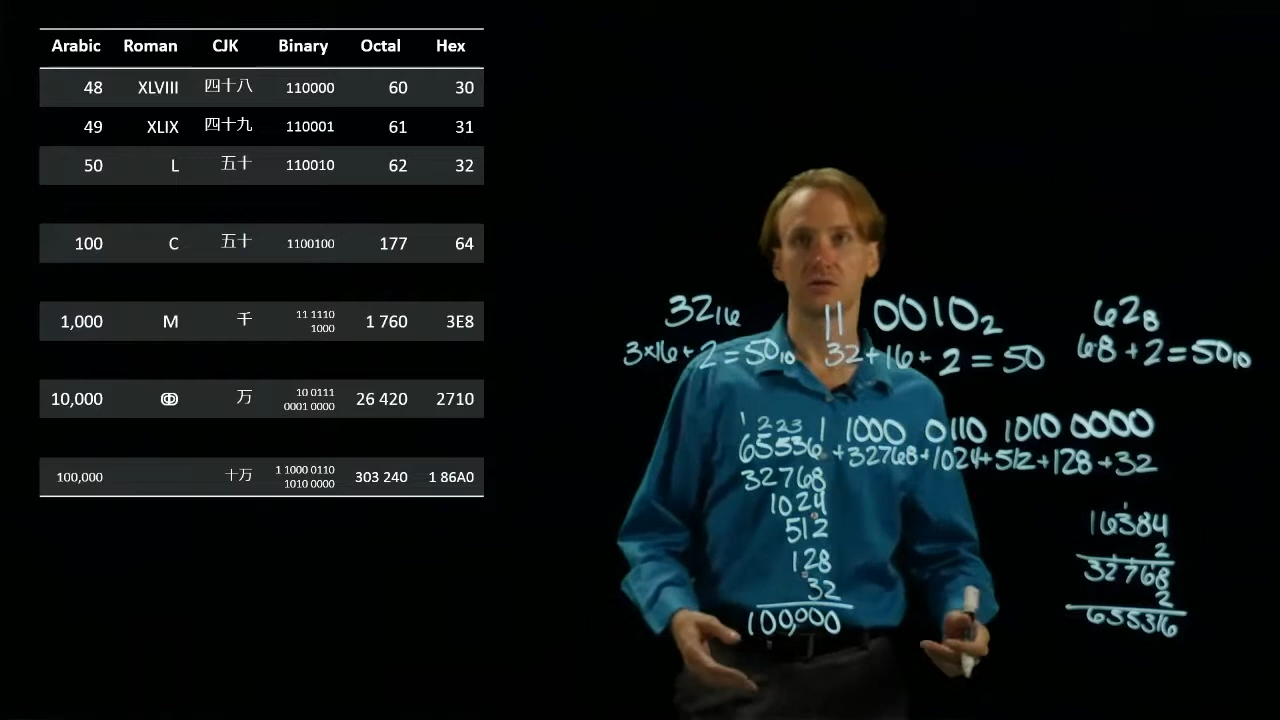 Arabic Roman CJK Binary Octal Hex
48 XLVIII 四十八 110000 60 30
49 XLIX 四十九 110001 61 31
50 L 五十 110010 62 32
100 C 五十 1100100 177 64
1,000 M 千 11 1110 1000 1 760 3E8
10,000 ↂ 万 10 0111 0001 0000 26 420 2710
100,000 十万 1 1000 0110 1010 0000 303 240 1 86A0
32₁₆ 11 0010₂ 62₈
3×16+2=50₁₀ 32+16+2=50 6·8+2=50₁₀
1 223
1 1000 0110 1010 0000
65536 +32768+1024+512+128+32
32768
1024
512
128
32
100,000
1
16384
2
32768
2
65536